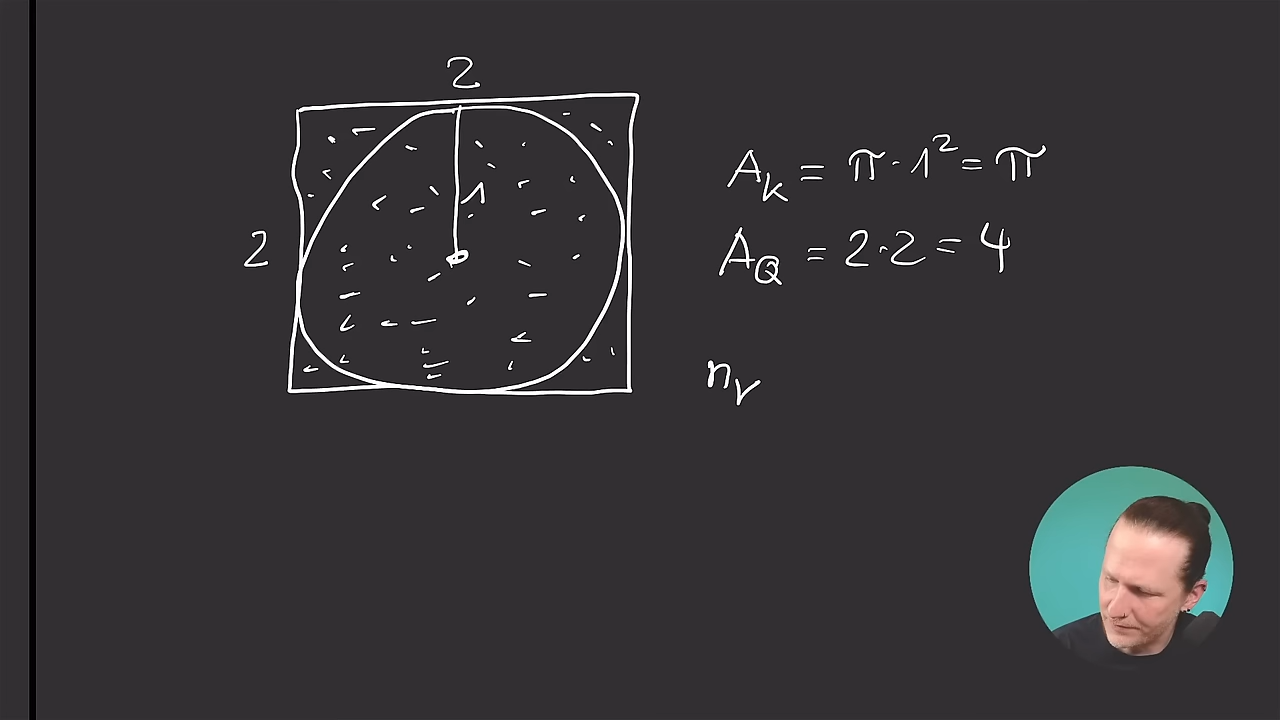 2
1
2
A_K = π · 1² = π
A_Q = 2 · 2 = 4
n_r